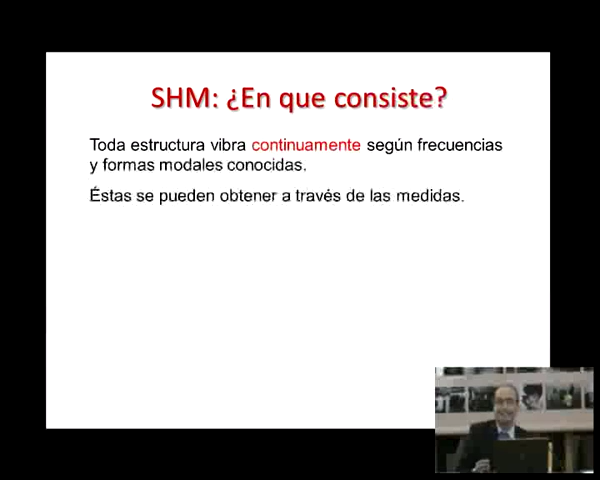 SHM: ¿En que consiste?
Toda estructura vibra continuamente según frecuencias
y formas modales conocidas.
Éstas se pueden obtener a través de las medidas.